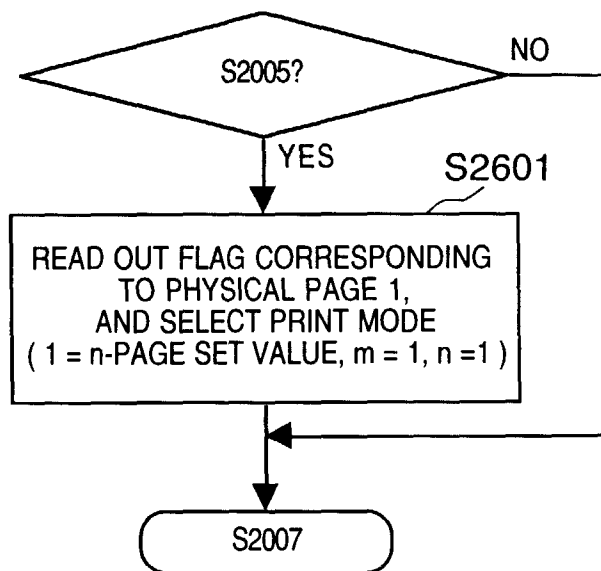 S2005?
NO
YES
S2601
READ OUT FLAG CORRESPONDING
TO PHYSICAL PAGE 1,
AND SELECT PRINT MODE
( 1 = n-PAGE SET VALUE, m = 1, n =1 )
S2007